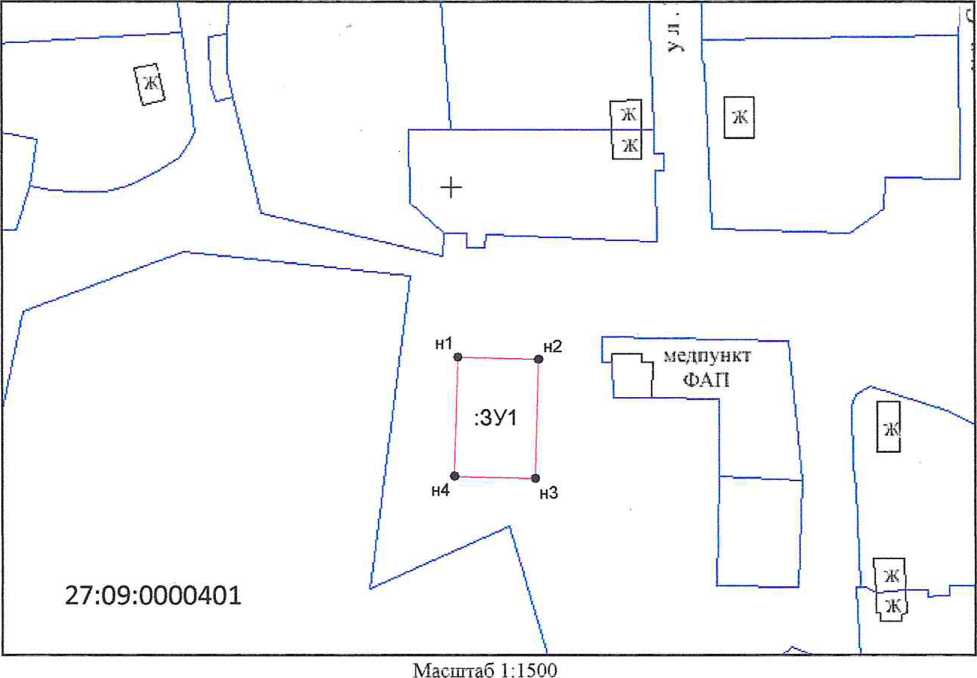 ул.
Ж
Ж
Ж
Ж
н1
н2
медпункт
ФАП
:ЗУ1
Ж
н4
н3
Ж
27:09:0000401
Ж
Масштаб 1:1500